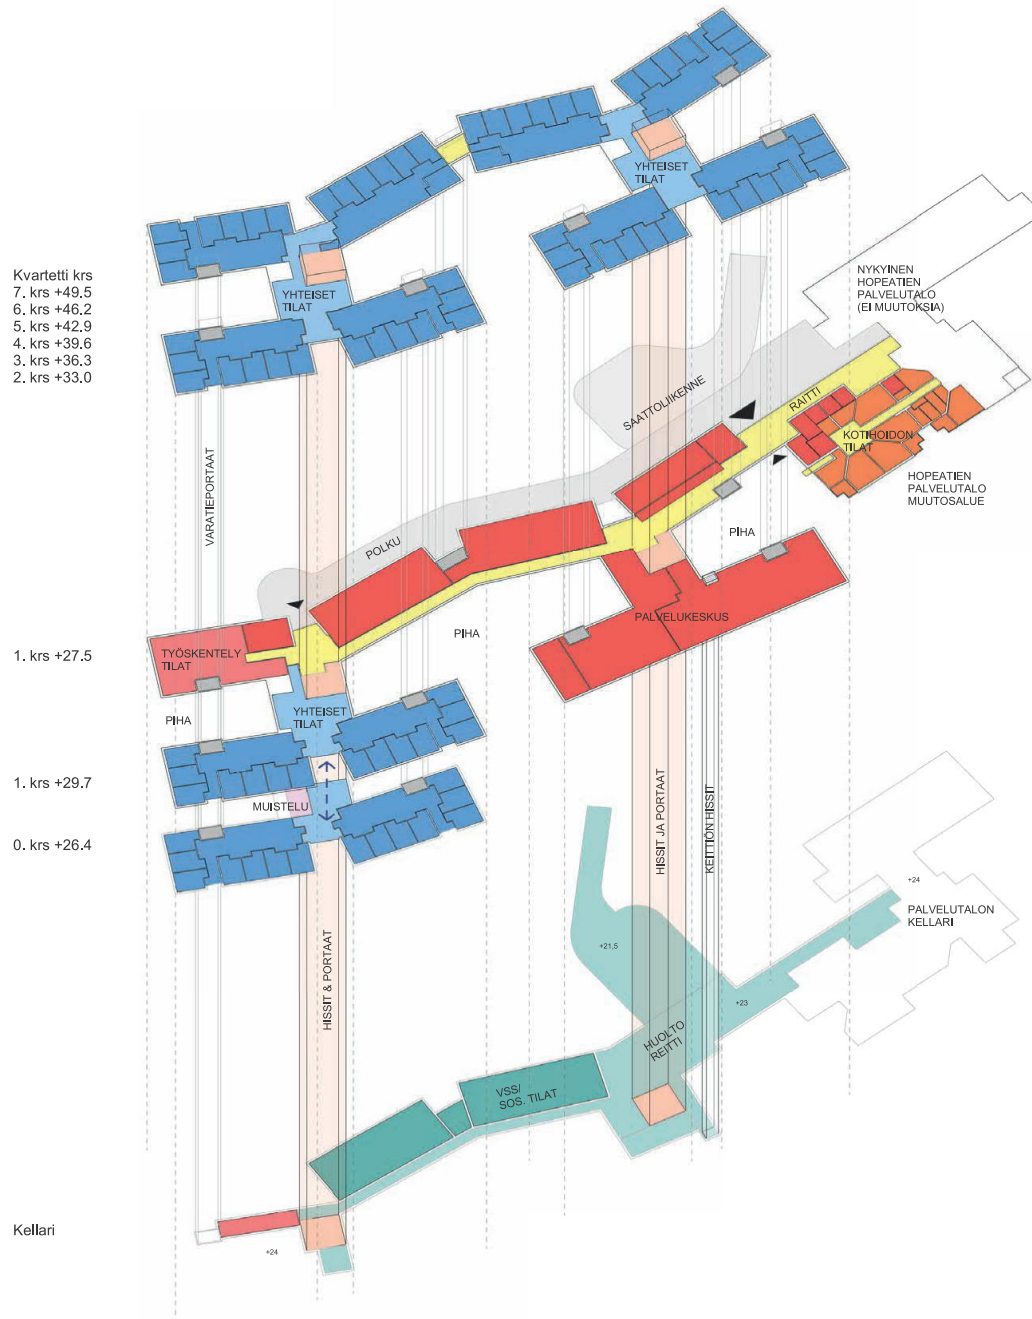 YHTEISET
TILAT
Kvartetti krs
7. krs +49.5
6. krs +46.2
5. krs +42.9
4. krs +39.6
3. krs +36.3
2. krs +33.0
YHTEISET
TILAT
NYKYINEN
HOPEATIEN
PALVELUTALO
(EI MUUTOKSIA)
SAATTOLIIKENNE
RAITTI
KOTIHOIDON
TILAT
HOPEATIEN
PALVELUTALO
MUUTOSALUE
VARATIEPORTAAT
POLKU
PIHA
PIHA
PALVELUKESKUS
1. krs +27.5
TYÖSKENTELY
TILAT
PIHA
YHTEISET
TILAT
1. krs +29.7
MUISTELU
0. krs +26.4
HISSIT JA PORTAAT
KEITTIÖN HISSIT
+24
PALVELUTALON
KELLARI
HISSIT & PORTAAT
+21,5
+23
HUOLTO
REITTI
VSS/
SOS. TILAT
Kellari
+24